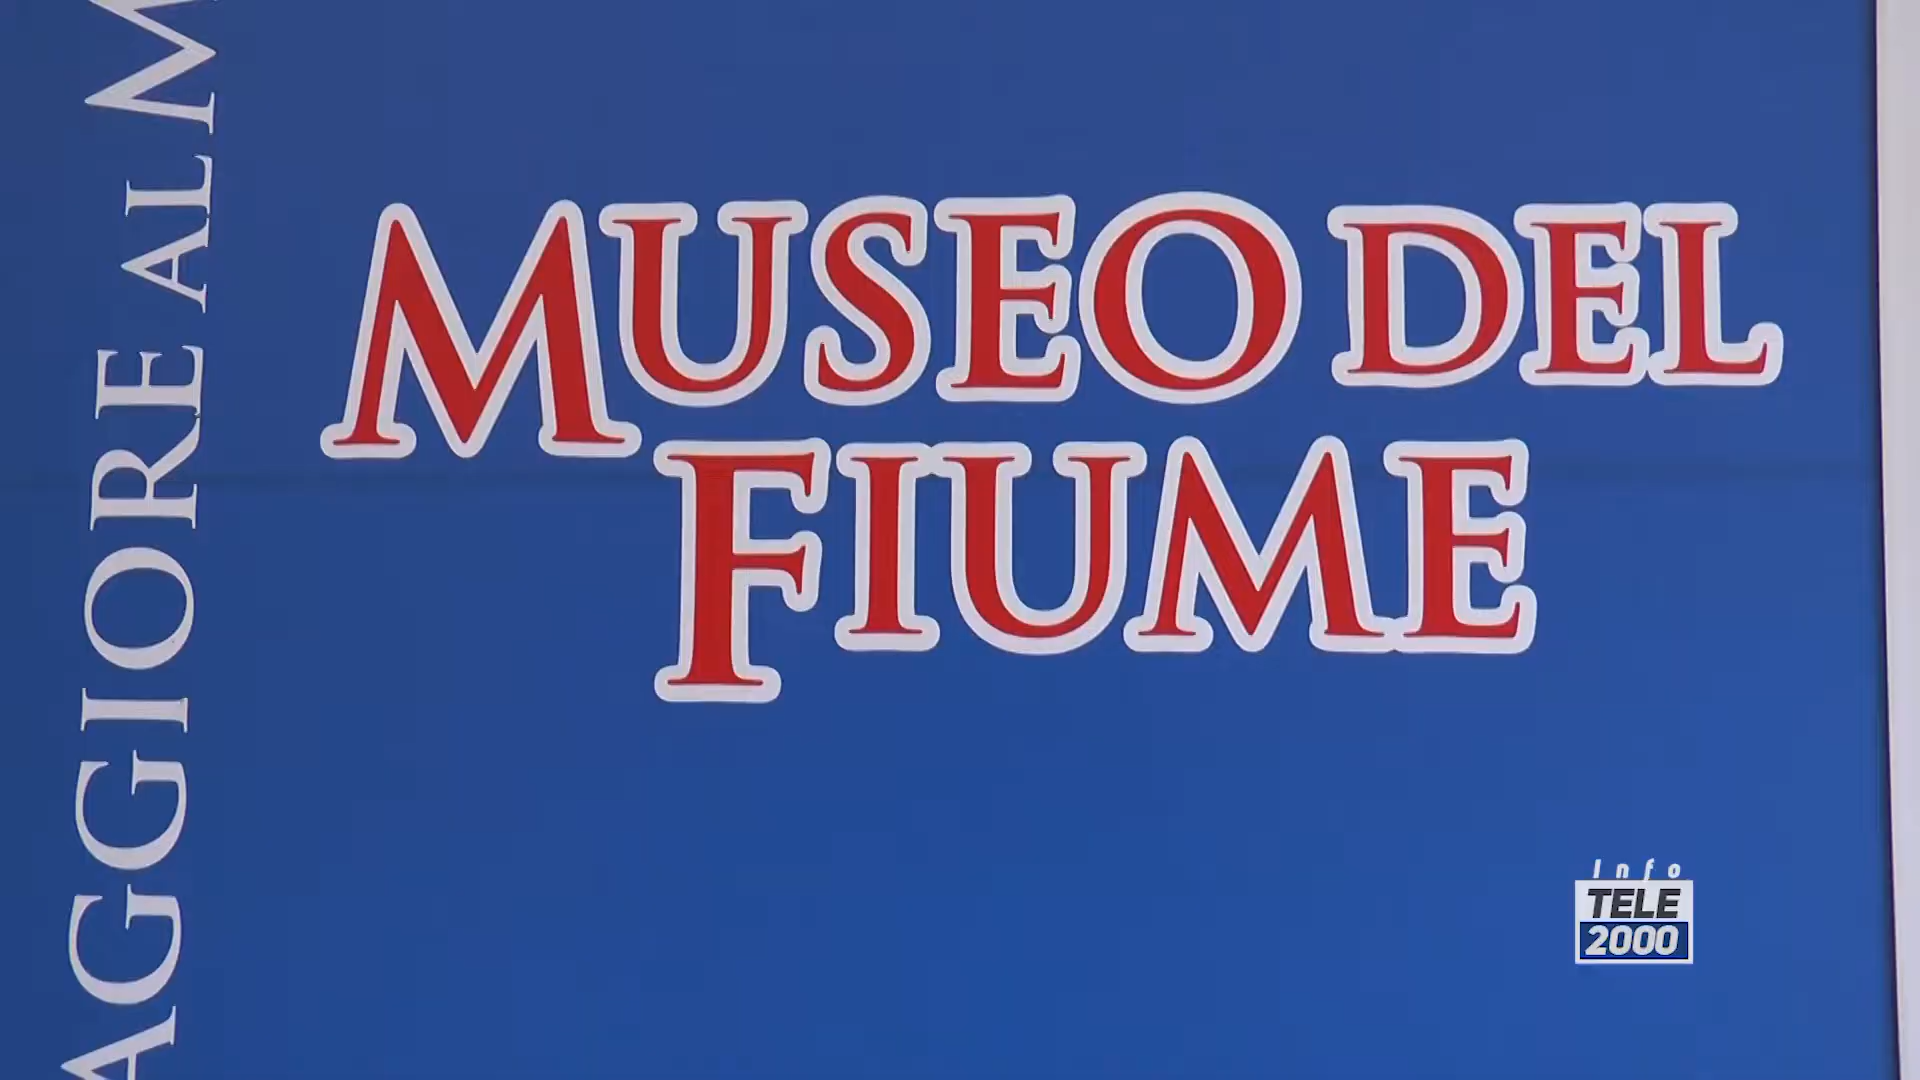 AGGIORE AL M
MUSEO DEL
FIUME
Info
TELE
2000